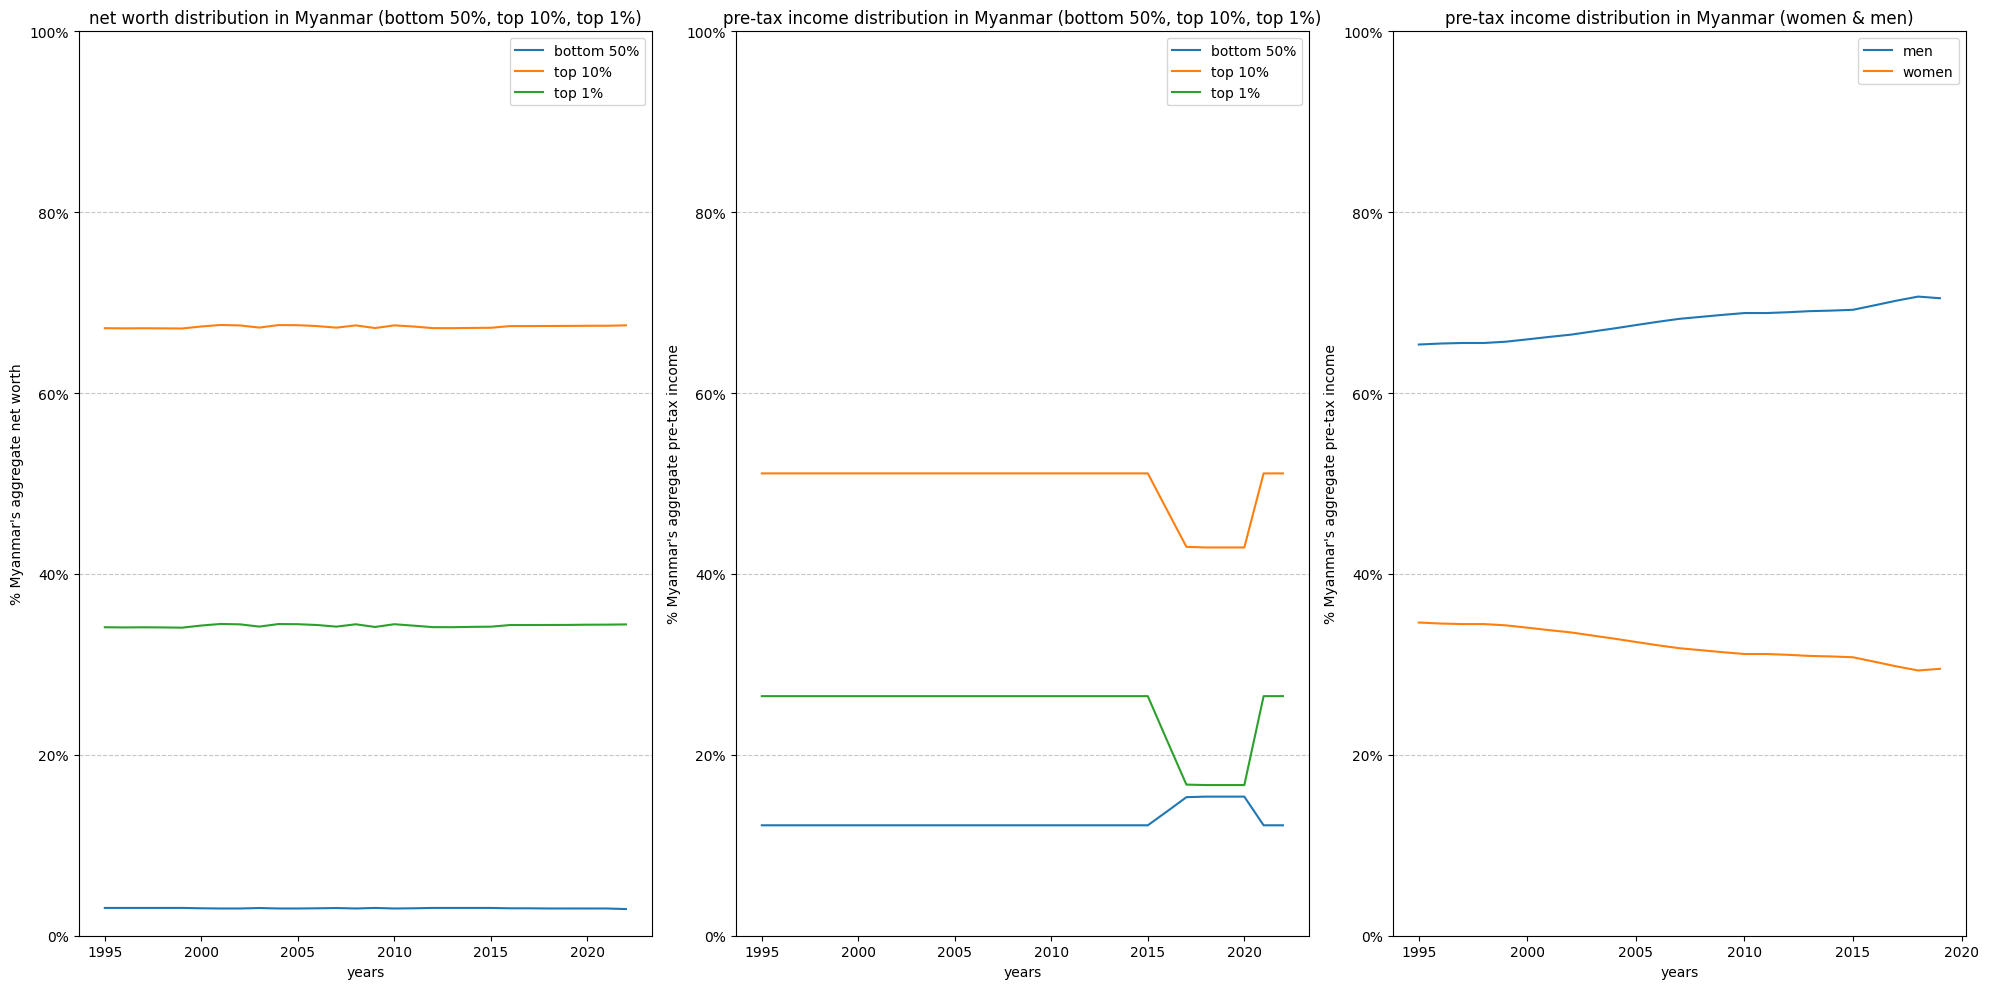 net worth distribution in Myanmar (bottom 50%, top 10%, top 1%)
100%
80%
60%
40%
20%
0%
% Myanmar's aggregate net worth
1995
2000
2005
2010
2015
2020
years
bottom 50%
top 10%
top 1%
pre-tax income distribution in Myanmar (bottom 50%, top 10%, top 1%)
100%
80%
60%
40%
20%
0%
% Myanmar's aggregate pre-tax income
1995
2000
2005
2010
2015
2020
years
bottom 50%
top 10%
top 1%
pre-tax income distribution in Myanmar (women & men)
100%
80%
60%
40%
20%
0%
% Myanmar's aggregate pre-tax income
1995
2000
2005
2010
2015
2020
years
men
women